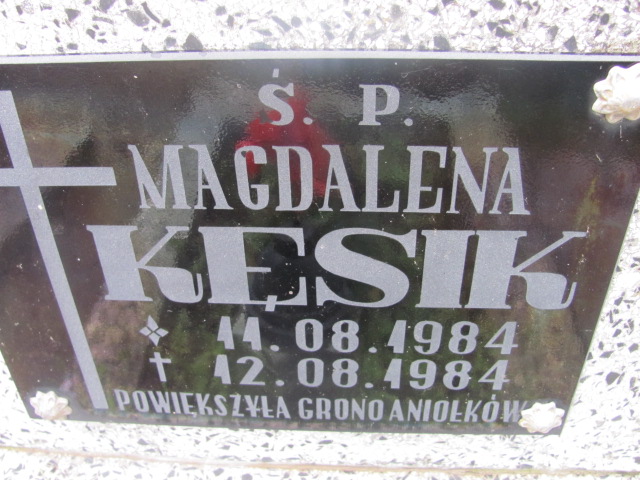 Ś. P.
MAGDALENA
KĘSIK
11.08.1984
12.08.1984
POWIĘKSZYŁA GRONO ANIOŁKÓW